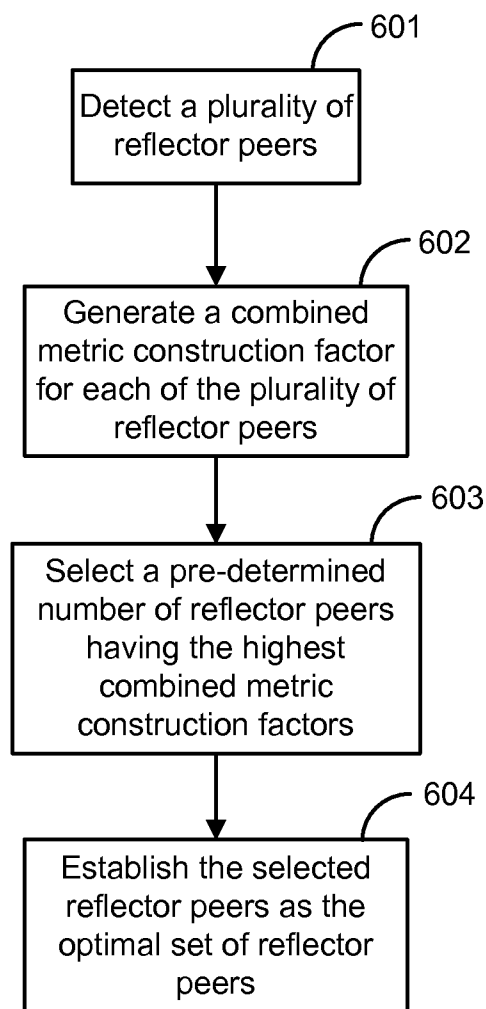 601
Detect a plurality of
reflector peers
602
Generate a combined
metric construction factor
for each of the plurality of
reflector peers
603
Select a pre-determined
number of reflector peers
having the highest
combined metric
construction factors
604
Establish the selected
reflector peers as the
optimal set of reflector
peers